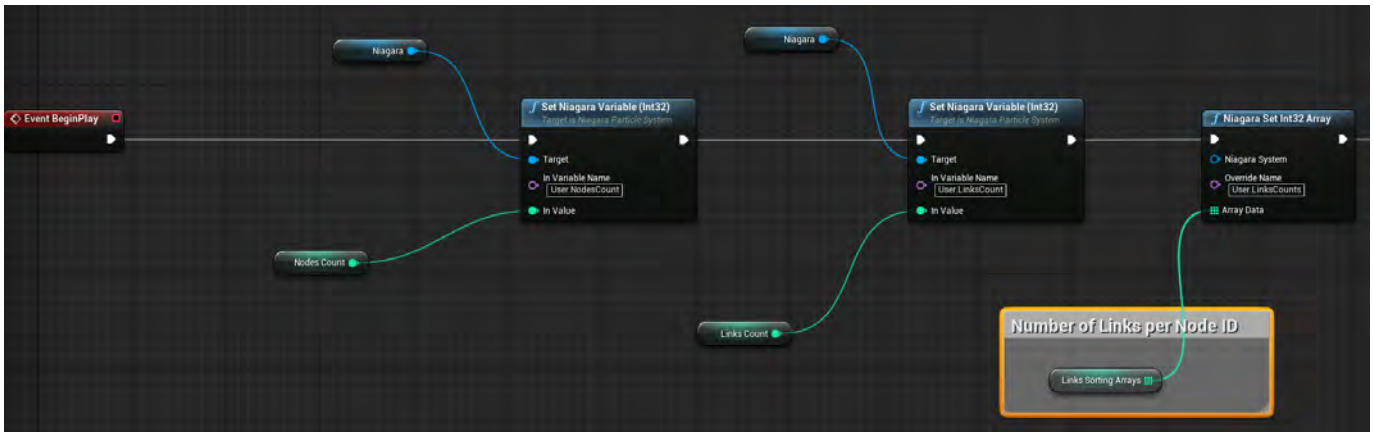 Niagara
Niagara
Event BeginPlay
Set Niagara Variable (Int32)
Target is Niagara Particle System
Target
In Variable Name
User.NodesCount
In Value
Nodes Count
Set Niagara Variable (Int32)
Target is Niagara Particle System
Target
In Variable Name
User.LinksCount
In Value
Links Count
Niagara Set Int32 Array
Niagara System
Override Name
User.LinksCounts
Array Data
Number of Links per Node ID
Links Sorting Arrays